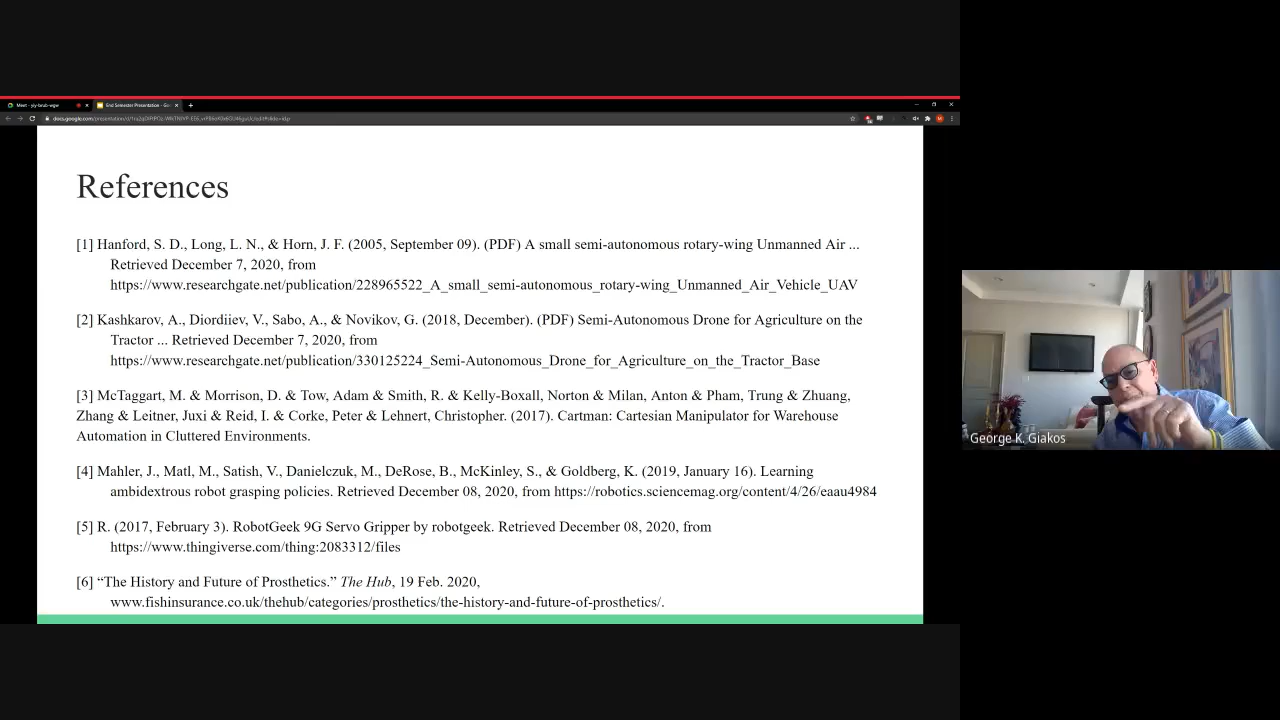 Meet - yiy-brub-wgw
End Semester Presentation - Goo
References
[1] Hanford, S. D., Long, L. N., & Horn, J. F. (2005, September 09). (PDF) A small semi-autonomous rotary-wing Unmanned Air ...
Retrieved December 7, 2020, from
https://www.researchgate.net/publication/228965522_A_small_semi-autonomous_rotary-wing_Unmanned_Air_Vehicle_UAV
[2] Kashkarov, A., Diordiiev, V., Sabo, A., & Novikov, G. (2018, December). (PDF) Semi-Autonomous Drone for Agriculture on the
Tractor ... Retrieved December 7, 2020, from
https://www.researchgate.net/publication/330125224_Semi-Autonomous_Drone_for_Agriculture_on_the_Tractor_Base
[3] McTaggart, M. & Morrison, D. & Tow, Adam & Smith, R. & Kelly-Boxall, Norton & Milan, Anton & Pham, Trung & Zhuang,
Zhang & Leitner, Juxi & Reid, I. & Corke, Peter & Lehnert, Christopher. (2017). Cartman: Cartesian Manipulator for Warehouse
Automation in Cluttered Environments.
[4] Mahler, J., Matl, M., Satish, V., Danielczuk, M., DeRose, B., McKinley, S., & Goldberg, K. (2019, January 16). Learning
ambidextrous robot grasping policies. Retrieved December 08, 2020, from https://robotics.sciencemag.org/content/4/26/eaau4984
[5] R. (2017, February 3). RobotGeek 9G Servo Gripper by robotgeek. Retrieved December 08, 2020, from
https://www.thingiverse.com/thing:2083312/files
[6] “The History and Future of Prosthetics.” The Hub, 19 Feb. 2020,
www.fishinsurance.co.uk/thehub/categories/prosthetics/the-history-and-future-of-prosthetics/.
George K. Giakos